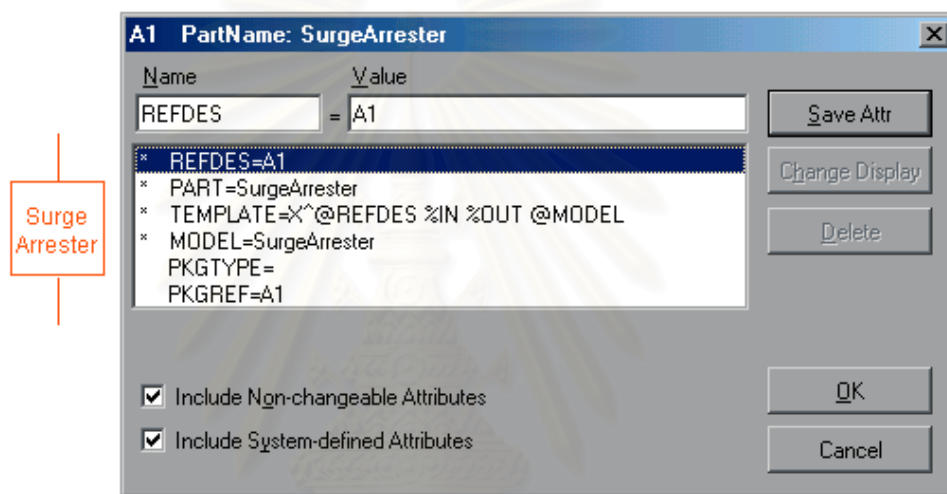 A1 PartName: SurgeArrester
Name Value
REFDES = A1
Save Attr
* REFDES=A1
* PART=SurgeArrester
* TEMPLATE=X^@REFDES %IN %OUT @MODEL
* MODEL=SurgeArrester
PKGTYPE=
PKGREF=A1
Change Display
Delete
Surge
Arrester
Include Non-changeable Attributes
Include System-defined Attributes
OK
Cancel